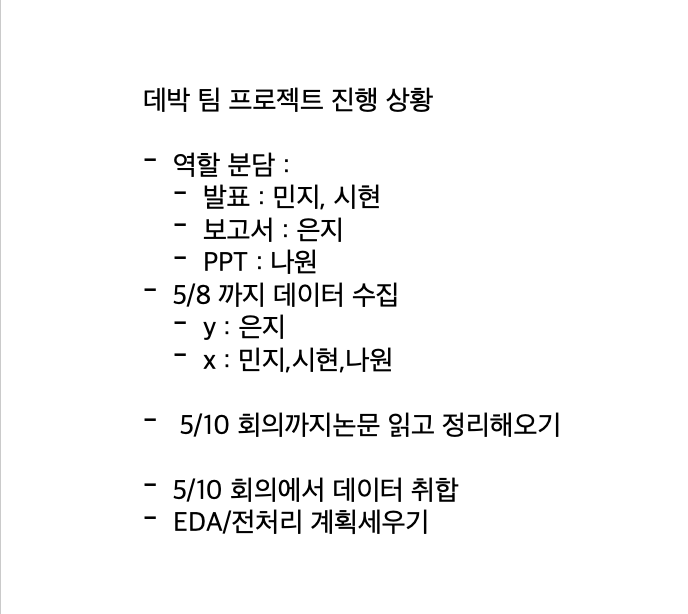 데박 팀 프로젝트 진행 상황
- 역할 분담 :
- 발표 : 민지, 시현
- 보고서 : 은지
- PPT : 나원
- 5/8 까지 데이터 수집
- y : 은지
- x : 민지,시현,나원
- 5/10 회의까지논문 읽고 정리해오기
- 5/10 회의에서 데이터 취합
- EDA/전처리 계획세우기